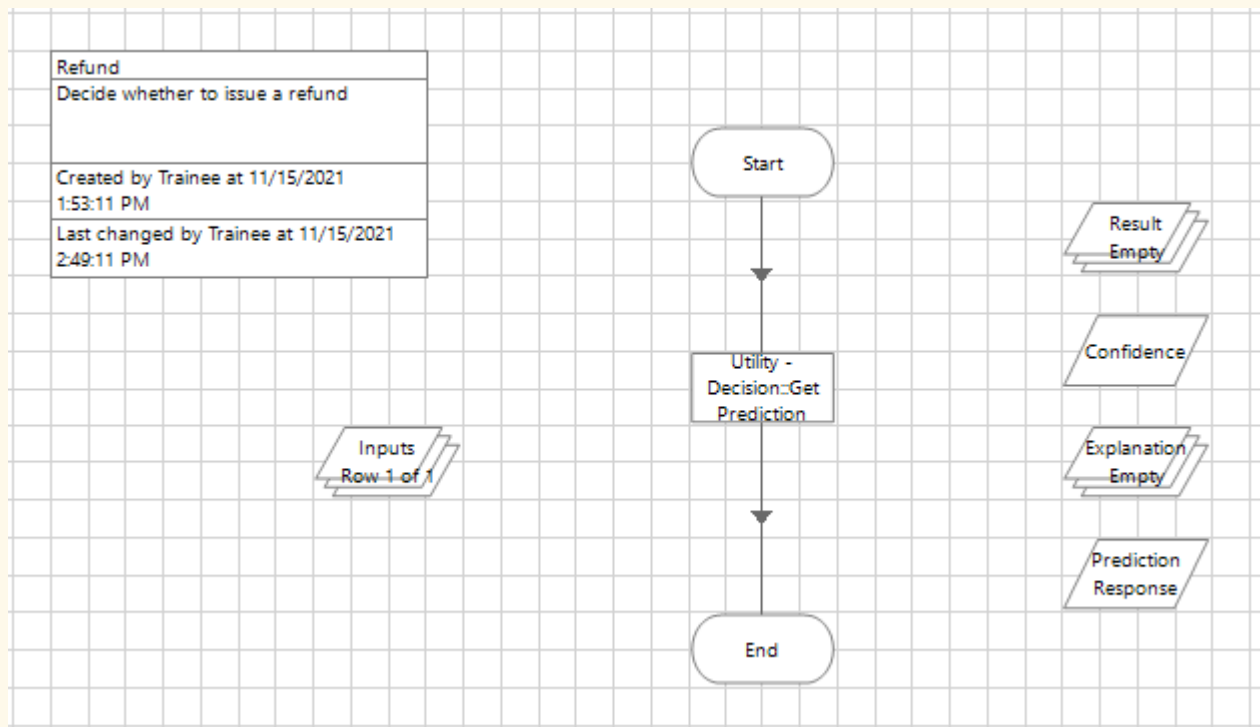 Refund
Decide whether to issue a refund
Created by Trainee at 11/15/2021
1:53:11 PM
Last changed by Trainee at 11/15/2021
2:49:11 PM
Start
Utility -
Decision::Get
Prediction
End
Inputs
Row 1 of 1
Result
Empty
Confidence
Explanation
Empty
Prediction
Response